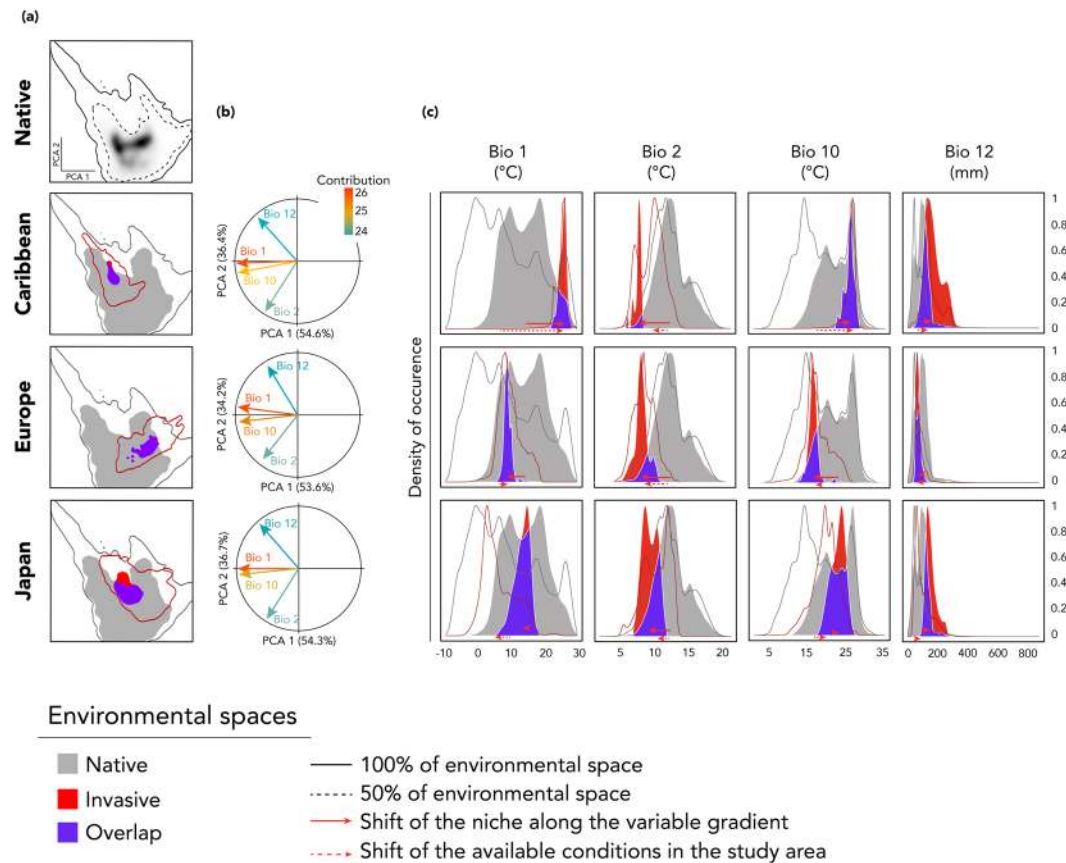 (a)
Native
PCA 2
PCA 1
(b)
(c)
Bio 1
(°C)
Bio 2
(°C)
Bio 10
(°C)
Bio 12
(mm)
Contribution
26
25
24
Caribbean
PCA 2 (36.4%)
Bio 12
Bio 1
Bio 10
Bio 2
PCA 1 (54.6%)
1
0.8
0.6
0.4
0.2
0
Europe
PCA 2 (34.2%)
Bio 12
Bio 1
Bio 10
Bio 2
PCA 1 (53.6%)
Density of occurence
1
0.8
0.6
0.4
0.2
0
Japan
PCA 2 (36.7%)
Bio 12
Bio 1
Bio 10
Bio 2
PCA 1 (54.3%)
1
0.8
0.6
0.4
0.2
0
-10 0 10 20 30
5 10 15 20
5 15 25 35
0 200 400 600 800
Environmental spaces
Native
Invasive
Overlap
100% of environmental space
50% of environmental space
Shift of the niche along the variable gradient
Shift of the available conditions in the study area